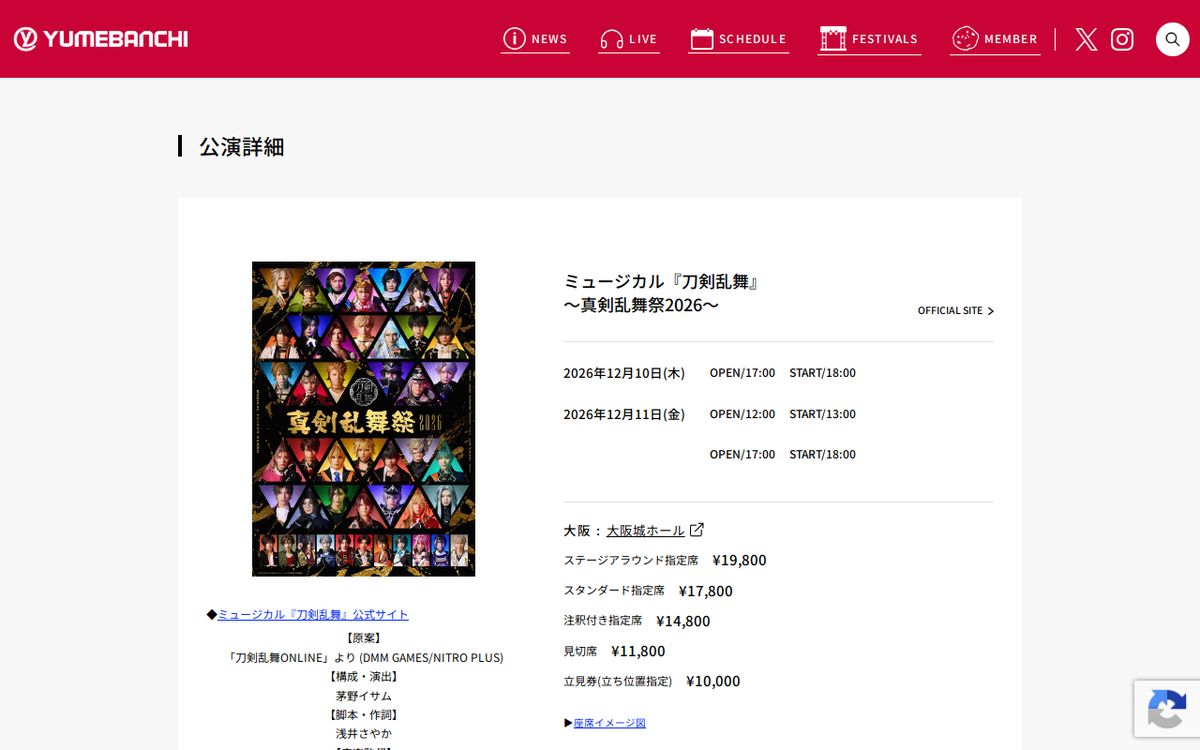 YUMEBANCHI
NEWS
LIVE
SCHEDULE
FESTIVALS
MEMBER
公演詳細
真剣乱舞祭 2026
◆ミュージカル『刀剣乱舞』公式サイト
【原案】
「刀剣乱舞ONLINE」より (DMM GAMES/NITRO PLUS)
【構成・演出】
茅野イサム
【脚本・作詞】
浅井さやか
ミュージカル『刀剣乱舞』
～真剣乱舞祭2026～
OFFICIAL SITE
2026年12月10日(木) OPEN/17:00 START/18:00
2026年12月11日(金) OPEN/12:00 START/13:00
OPEN/17:00 START/18:00
大阪 : 大阪城ホール
ステージアラウンド指定席 ¥19,800
スタンダード指定席 ¥17,800
注釈付き指定席 ¥14,800
見切席 ¥11,800
立見券(立ち位置指定) ¥10,000
▶座席イメージ図